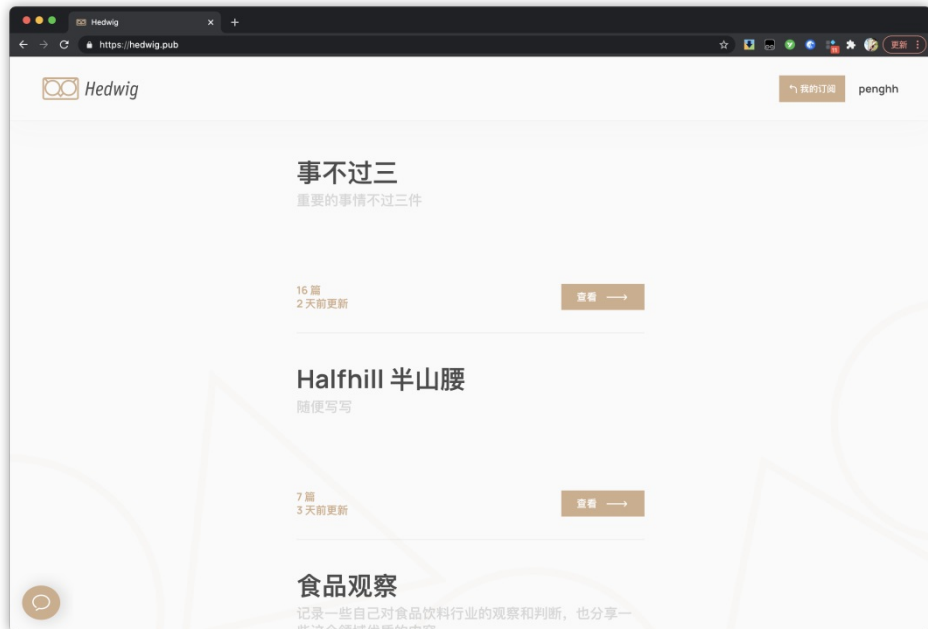 Hedwig
https://hedwig.pub
更新
Hedwig
我的订阅
penghh
事不过三
重要的事情不过三件
16 篇
2 天前更新
查看
Halfhill 半山腰
随便写写
7 篇
3 天前更新
查看
食品观察
记录一些自己对食品饮料行业的观察和判断，也分享一